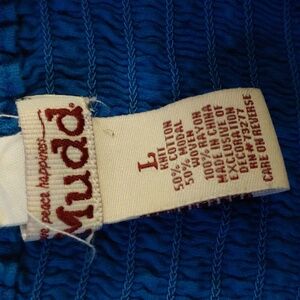 peace happiness
Mudd®
L
KNIT
50% COTTON
50% MODAL
WOVEN
100% RAYON
MADE IN CHINA
EXCLUSIVE OF
DECORATION
RN# 73277
CARE ON REVERSE